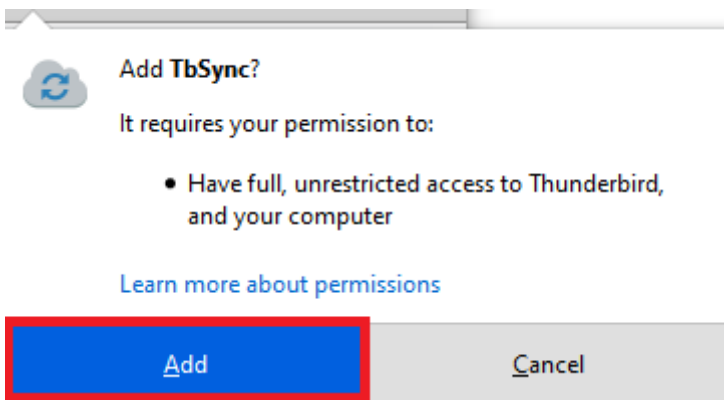 Add TbSync?
It requires your permission to:
• Have full, unrestricted access to Thunderbird,
and your computer
Learn more about permissions
Add
Cancel